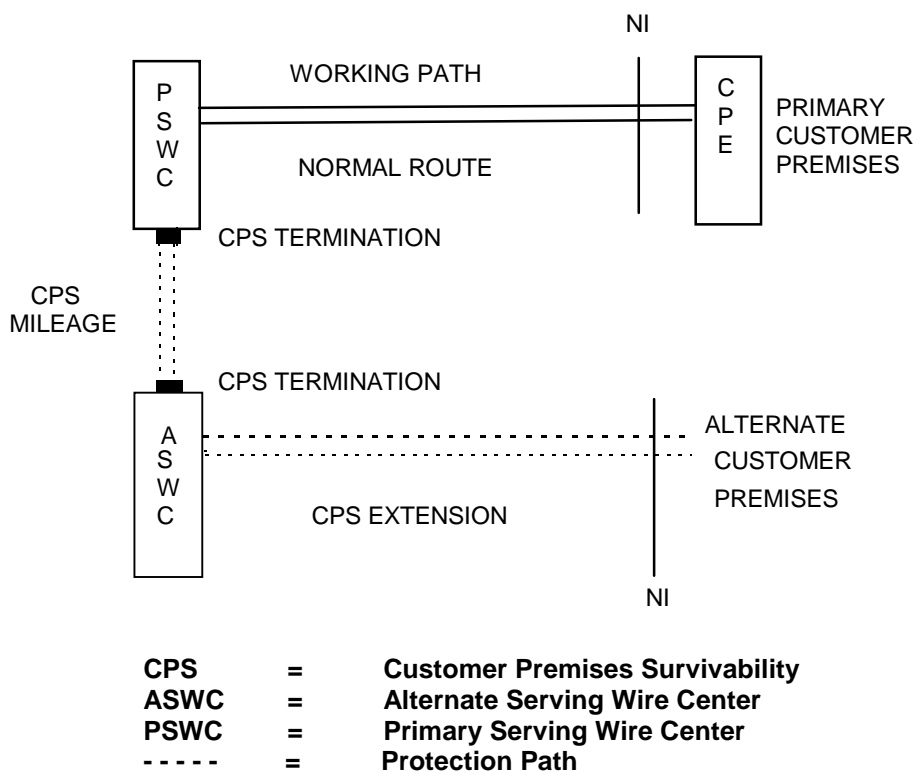 NI
WORKING PATH
P
S
W
C
C
P
E
PRIMARY
CUSTOMER
PREMISES
NORMAL ROUTE
CPS TERMINATION
CPS
MILEAGE
CPS TERMINATION
A
S
W
C
ALTERNATE
CUSTOMER
PREMISES
CPS EXTENSION
NI
CPS = Customer Premises Survivability
ASWC = Alternate Serving Wire Center
PSWC = Primary Serving Wire Center
- - - - - = Protection Path